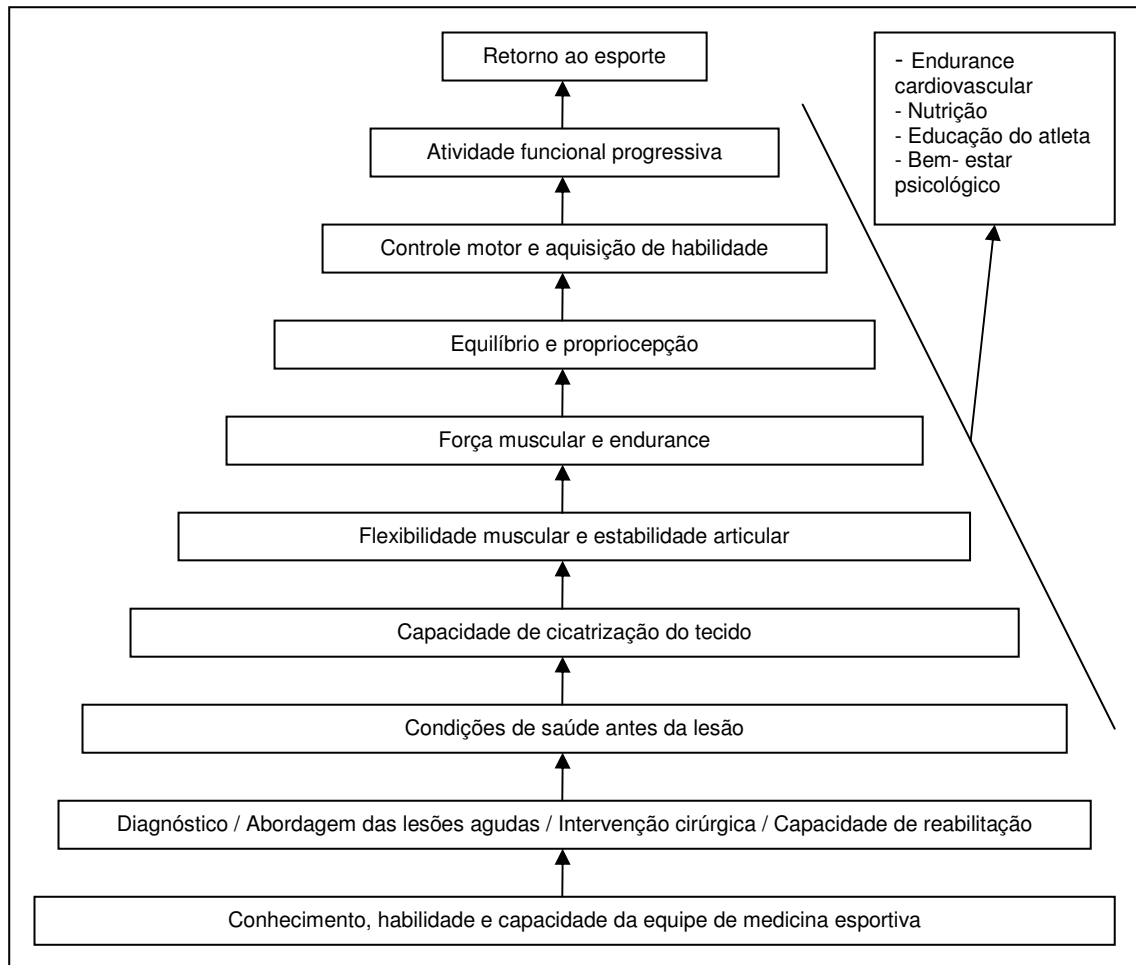 Retorno ao esporte
- Endurance
cardiovascular
- Nutrição
- Educação do atleta
- Bem- estar
psicológico
Atividade funcional progressiva
Controle motor e aquisição de habilidade
Equilíbrio e propriocepção
Força muscular e endurance
Flexibilidade muscular e estabilidade articular
Capacidade de cicatrização do tecido
Condições de saúde antes da lesão
Diagnóstico / Abordagem das lesões agudas / Intervenção cirúrgica / Capacidade de reabilitação
Conhecimento, habilidade e capacidade da equipe de medicina esportiva